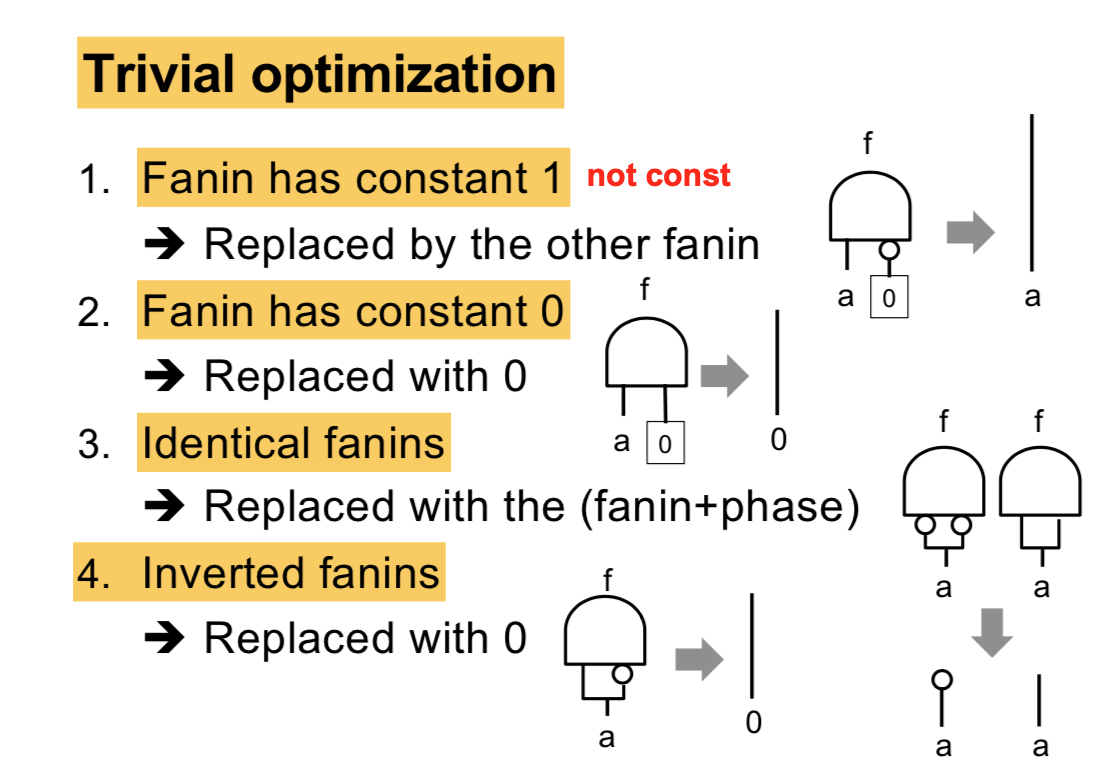 Trivial optimization
1. Fanin has constant 1 not const
➔ Replaced by the other fanin
2. Fanin has constant 0
➔ Replaced with 0
3. Identical fanins
➔ Replaced with the (fanin+phase)
4. Inverted fanins
➔ Replaced with 0
f
a 0
a
f
a 0
0
f f
a a
a a
f
a
0